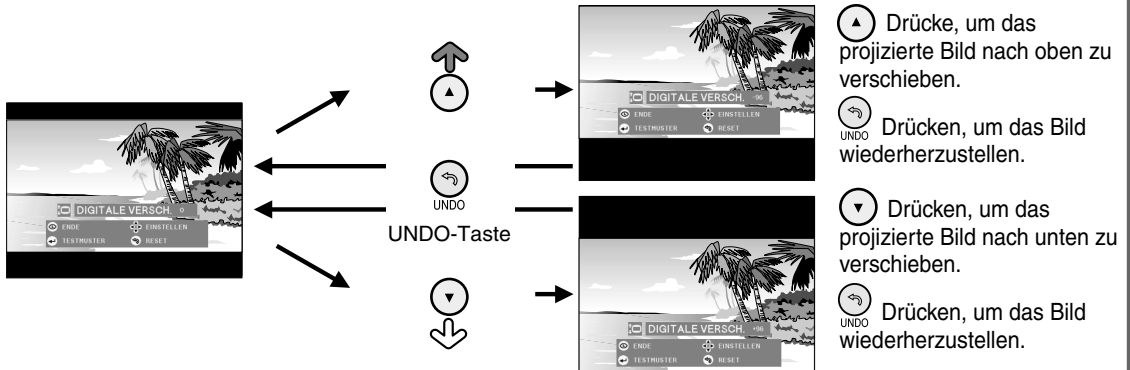 DIGITALE VERSCH. 0
ENDE EINSTELLEN
TESTMUSTER RESET
UNDO
UNDO-Taste
DIGITALE VERSCH. -96
ENDE EINSTELLEN
TESTMUSTER RESET
DIGITALE VERSCH. +96
ENDE EINSTELLEN
TESTMUSTER RESET
Drücke, um das
projizierte Bild nach oben zu
verschieben.
UNDO Drücken, um das Bild
wiederherzustellen.
Drücken, um das
projizierte Bild nach unten zu
verschieben.
UNDO Drücken, um das Bild
wiederherzustellen.